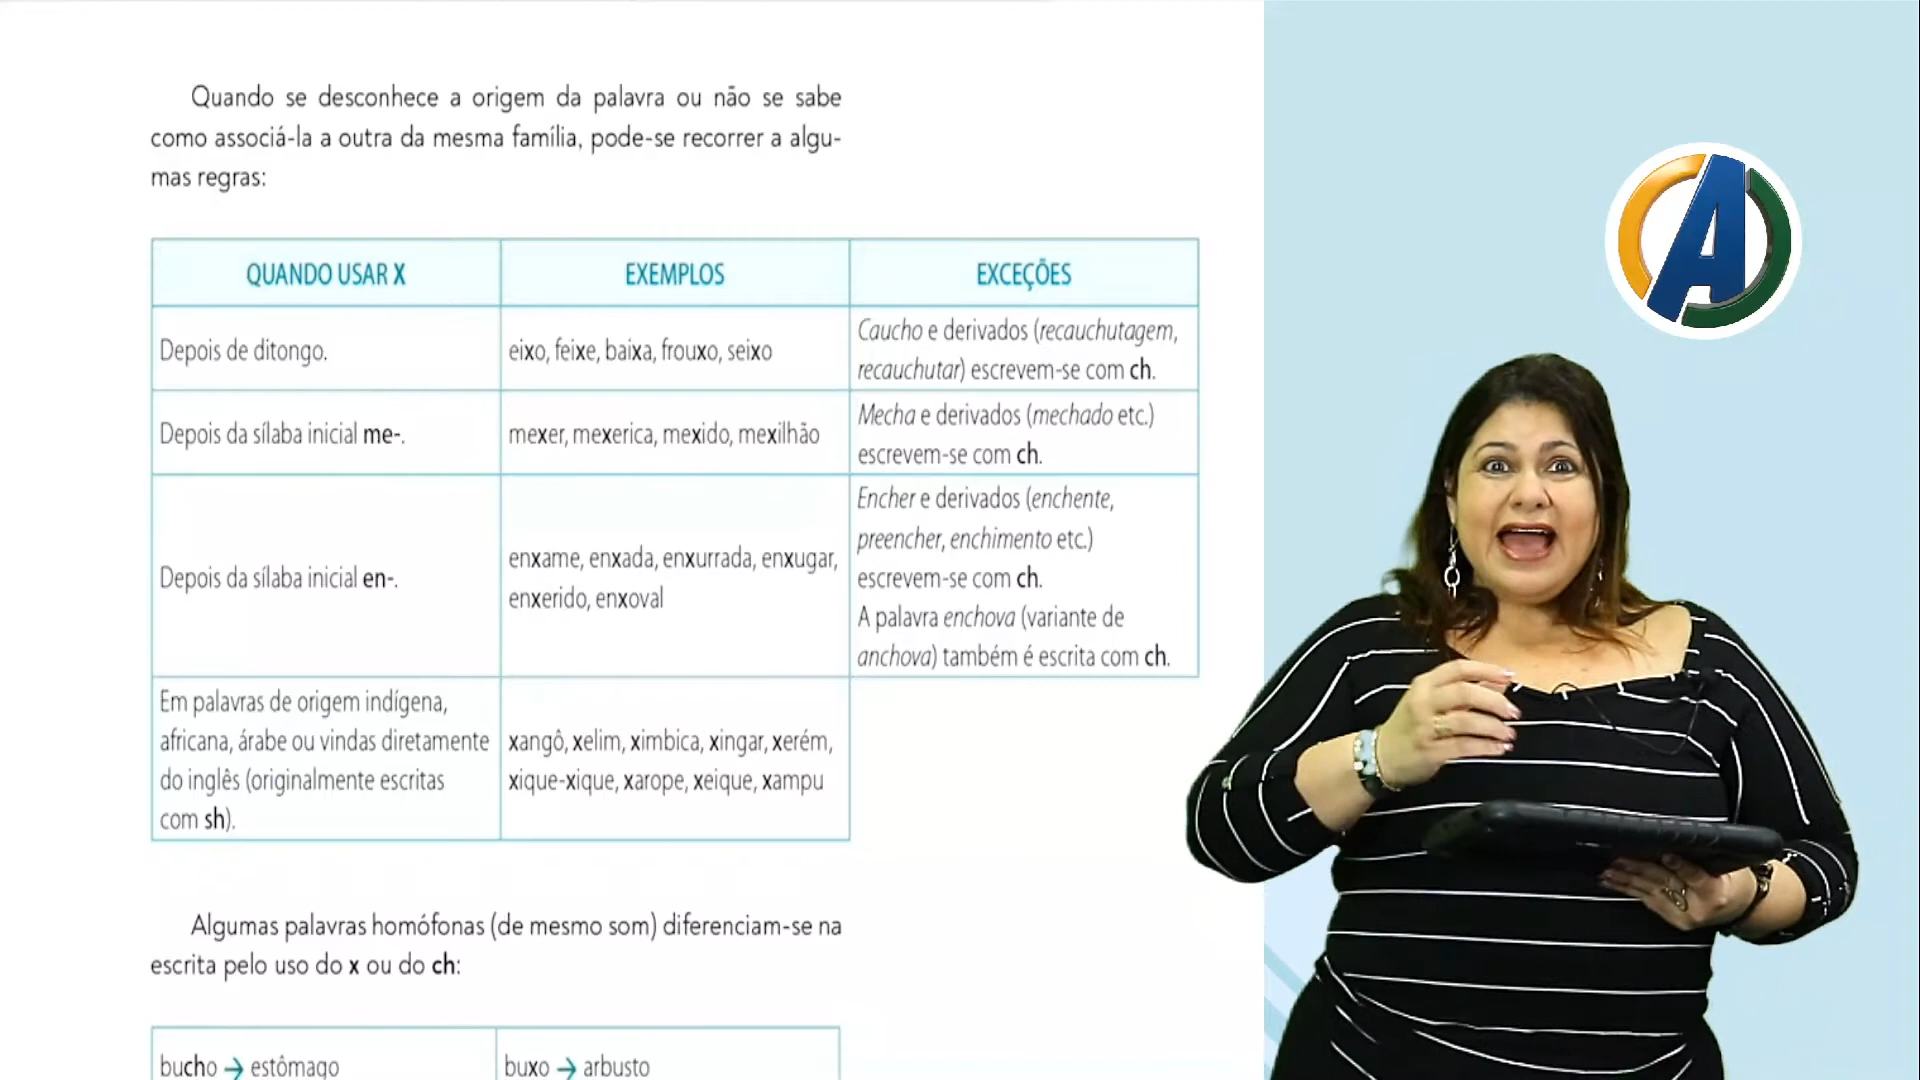 Quando se desconhece a origem da palavra ou não se sabe
como associá-la a outra da mesma família, pode-se recorrer a algu-
mas regras:
QUANDO USAR X
EXEMPLOS
EXCEÇÕES
Depois de ditongo.
eixo, feixe, baixa, frouxo, seixo
Caucho e derivados (recauchutagem,
recauchutar) escrevem-se com ch.
Depois da sílaba inicial me-.
mexer, mexerica, mexido, mexilhão
Mecha e derivados (mechado etc.)
escrevem-se com ch.
Depois da sílaba inicial en-.
enxame, enxada, enxurrada, enxugar,
enxerido, enxoval
Encher e derivados (enchente,
preencher, enchimento etc.)
escrevem-se com ch.
A palavra enchova (variante de
anchova) também é escrita com ch.
Em palavras de origem indígena,
africana, árabe ou vindas diretamente
do inglês (originalmente escritas
com sh).
xangô, xelim, ximbica, xingar, xerém,
xique-xique, xarope, xeique, xampu
Algumas palavras homófonas (de mesmo som) diferenciam-se na
escrita pelo uso do x ou do ch:
bucho → estômago
buxo → arbusto
A